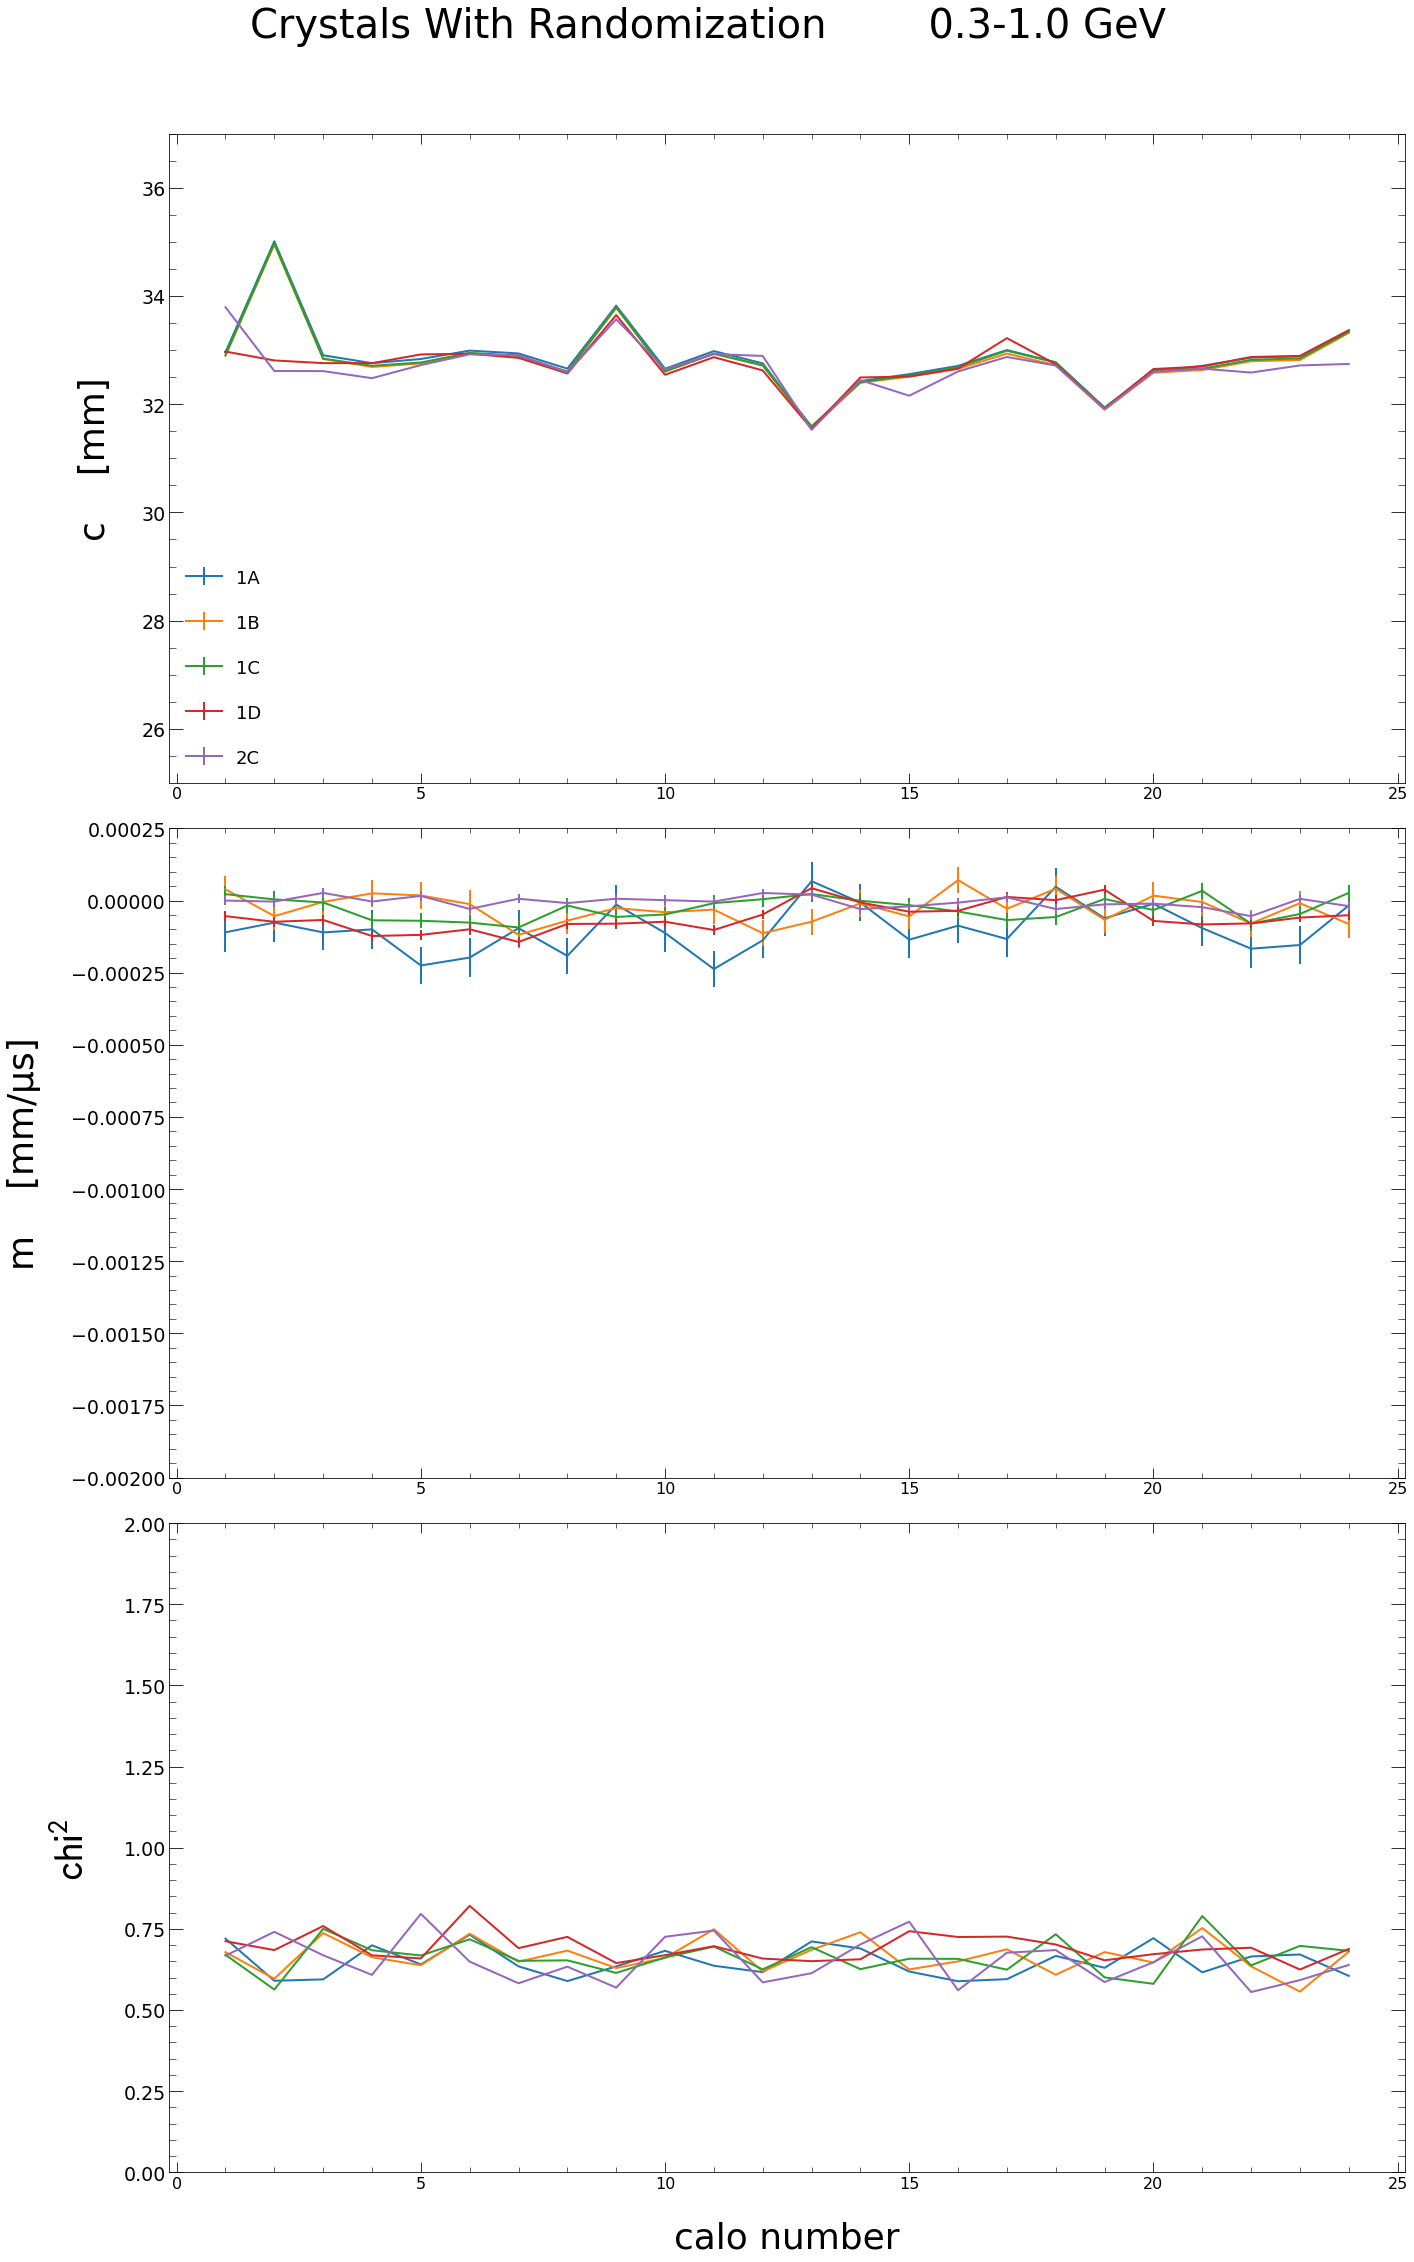 Crystals With Randomization 0.3-1.0 GeV
36
34
32
30
28
26
c [mm]
1A
1B
1C
1D
2C
0 5 10 15 20 25
0.00025
0.00000
−0.00025
−0.00050
−0.00075
−0.00100
−0.00125
−0.00150
−0.00175
−0.00200
m [mm/µs]
0 5 10 15 20 25
2.00
1.75
1.50
1.25
1.00
0.75
0.50
0.25
0.00
chi²
0 5 10 15 20 25
calo number